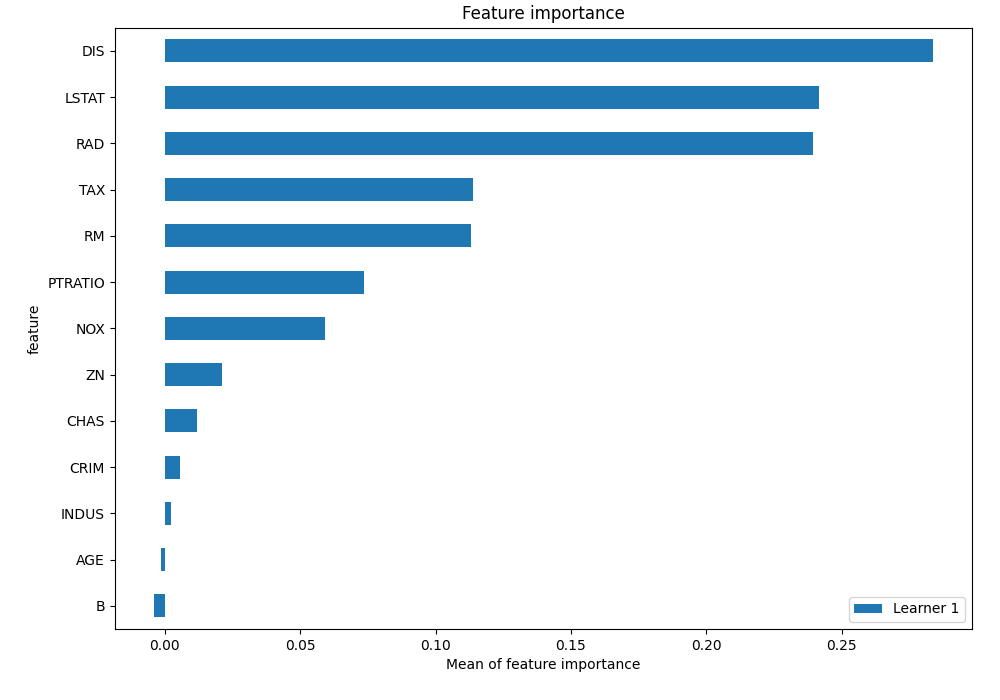 Feature importance
DIS
LSTAT
RAD
TAX
RM
PTRATIO
NOX
ZN
CHAS
CRIM
INDUS
AGE
B
feature
Learner 1
0.00 0.05 0.10 0.15 0.20 0.25
Mean of feature importance